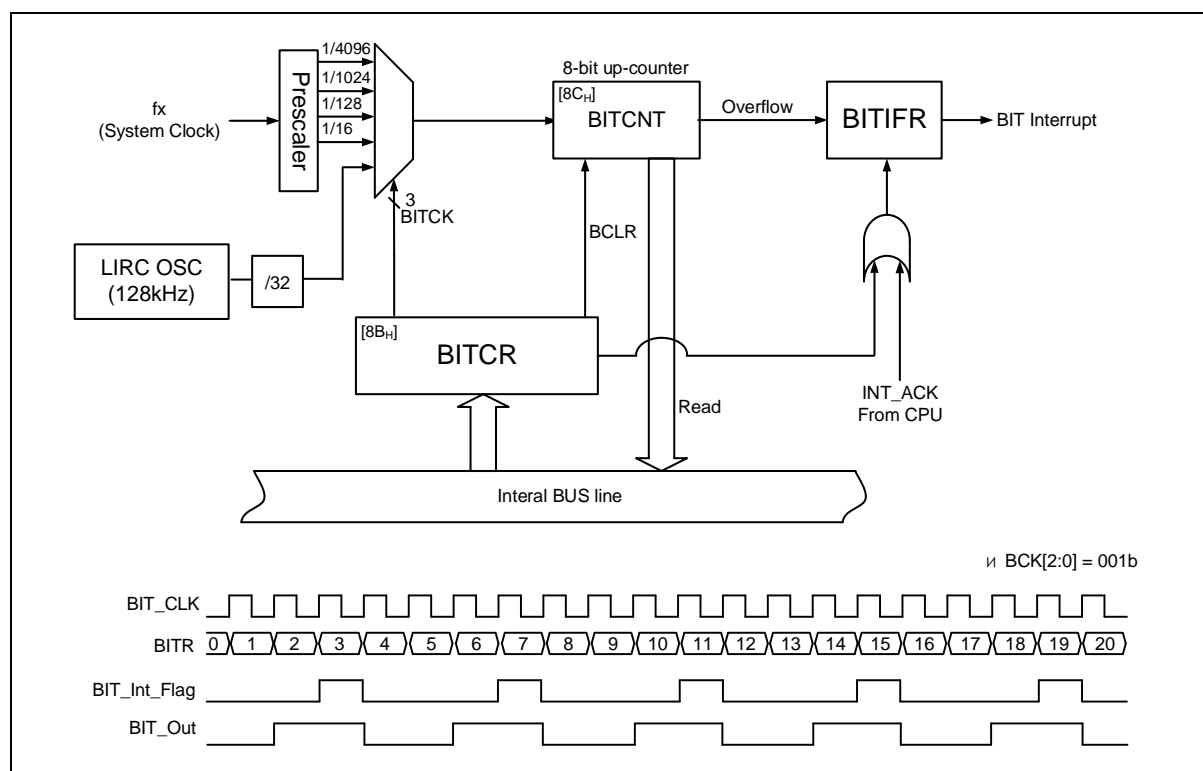 1/4096
1/1024
1/128
1/16
Prescaler
fx
(System Clock)
8-bit up-counter
[8CH]
BITCNT
Overflow
BITIFR
BIT Interrupt
3
BITCK
BCLR
LIRC OSC
(128kHz)
/32
[8BH]
BITCR
Read
INT_ACK
From CPU
Interal BUS line
и BCK[2:0] = 001b
BIT_CLK
BITR 0 1 2 3 4 5 6 7 8 9 10 11 12 13 14 15 16 17 18 19 20
BIT_Int_Flag
BIT_Out